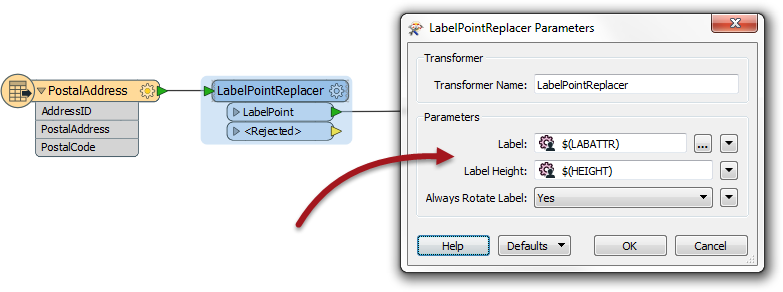 PostalAddress
AddressID
PostalAddress
PostalCode
LabelPointReplacer
LabelPoint
<Rejected>
LabelPointReplacer Parameters
Transformer
Transformer Name: LabelPointReplacer
Parameters
Label: $(LABATTR) ...
Label Height: $(HEIGHT)
Always Rotate Label: Yes
Help Defaults OK Cancel